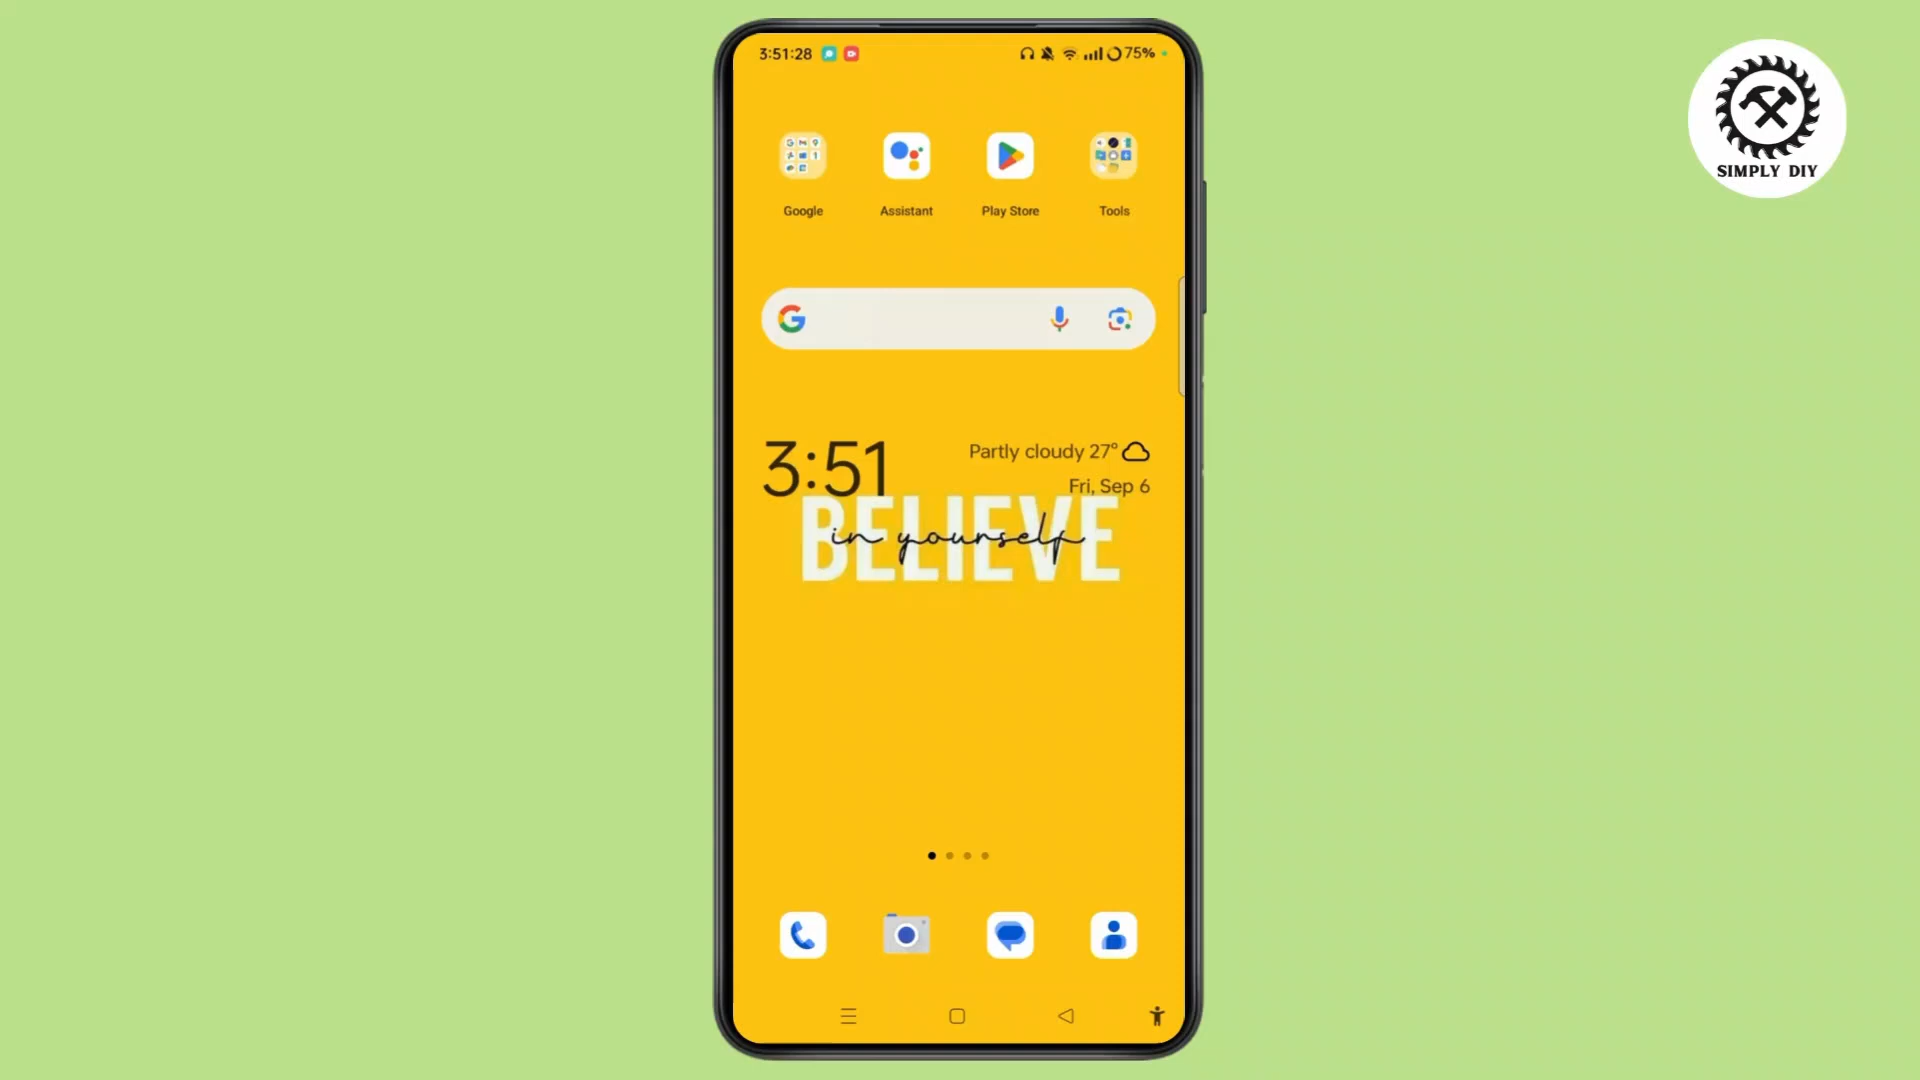 3:51:28
75%
SIMPLY DIY
Google
Assistant
Play Store
Tools
3:51
Partly cloudy 27°
Fri, Sep 6
BELIEVE
in yourself